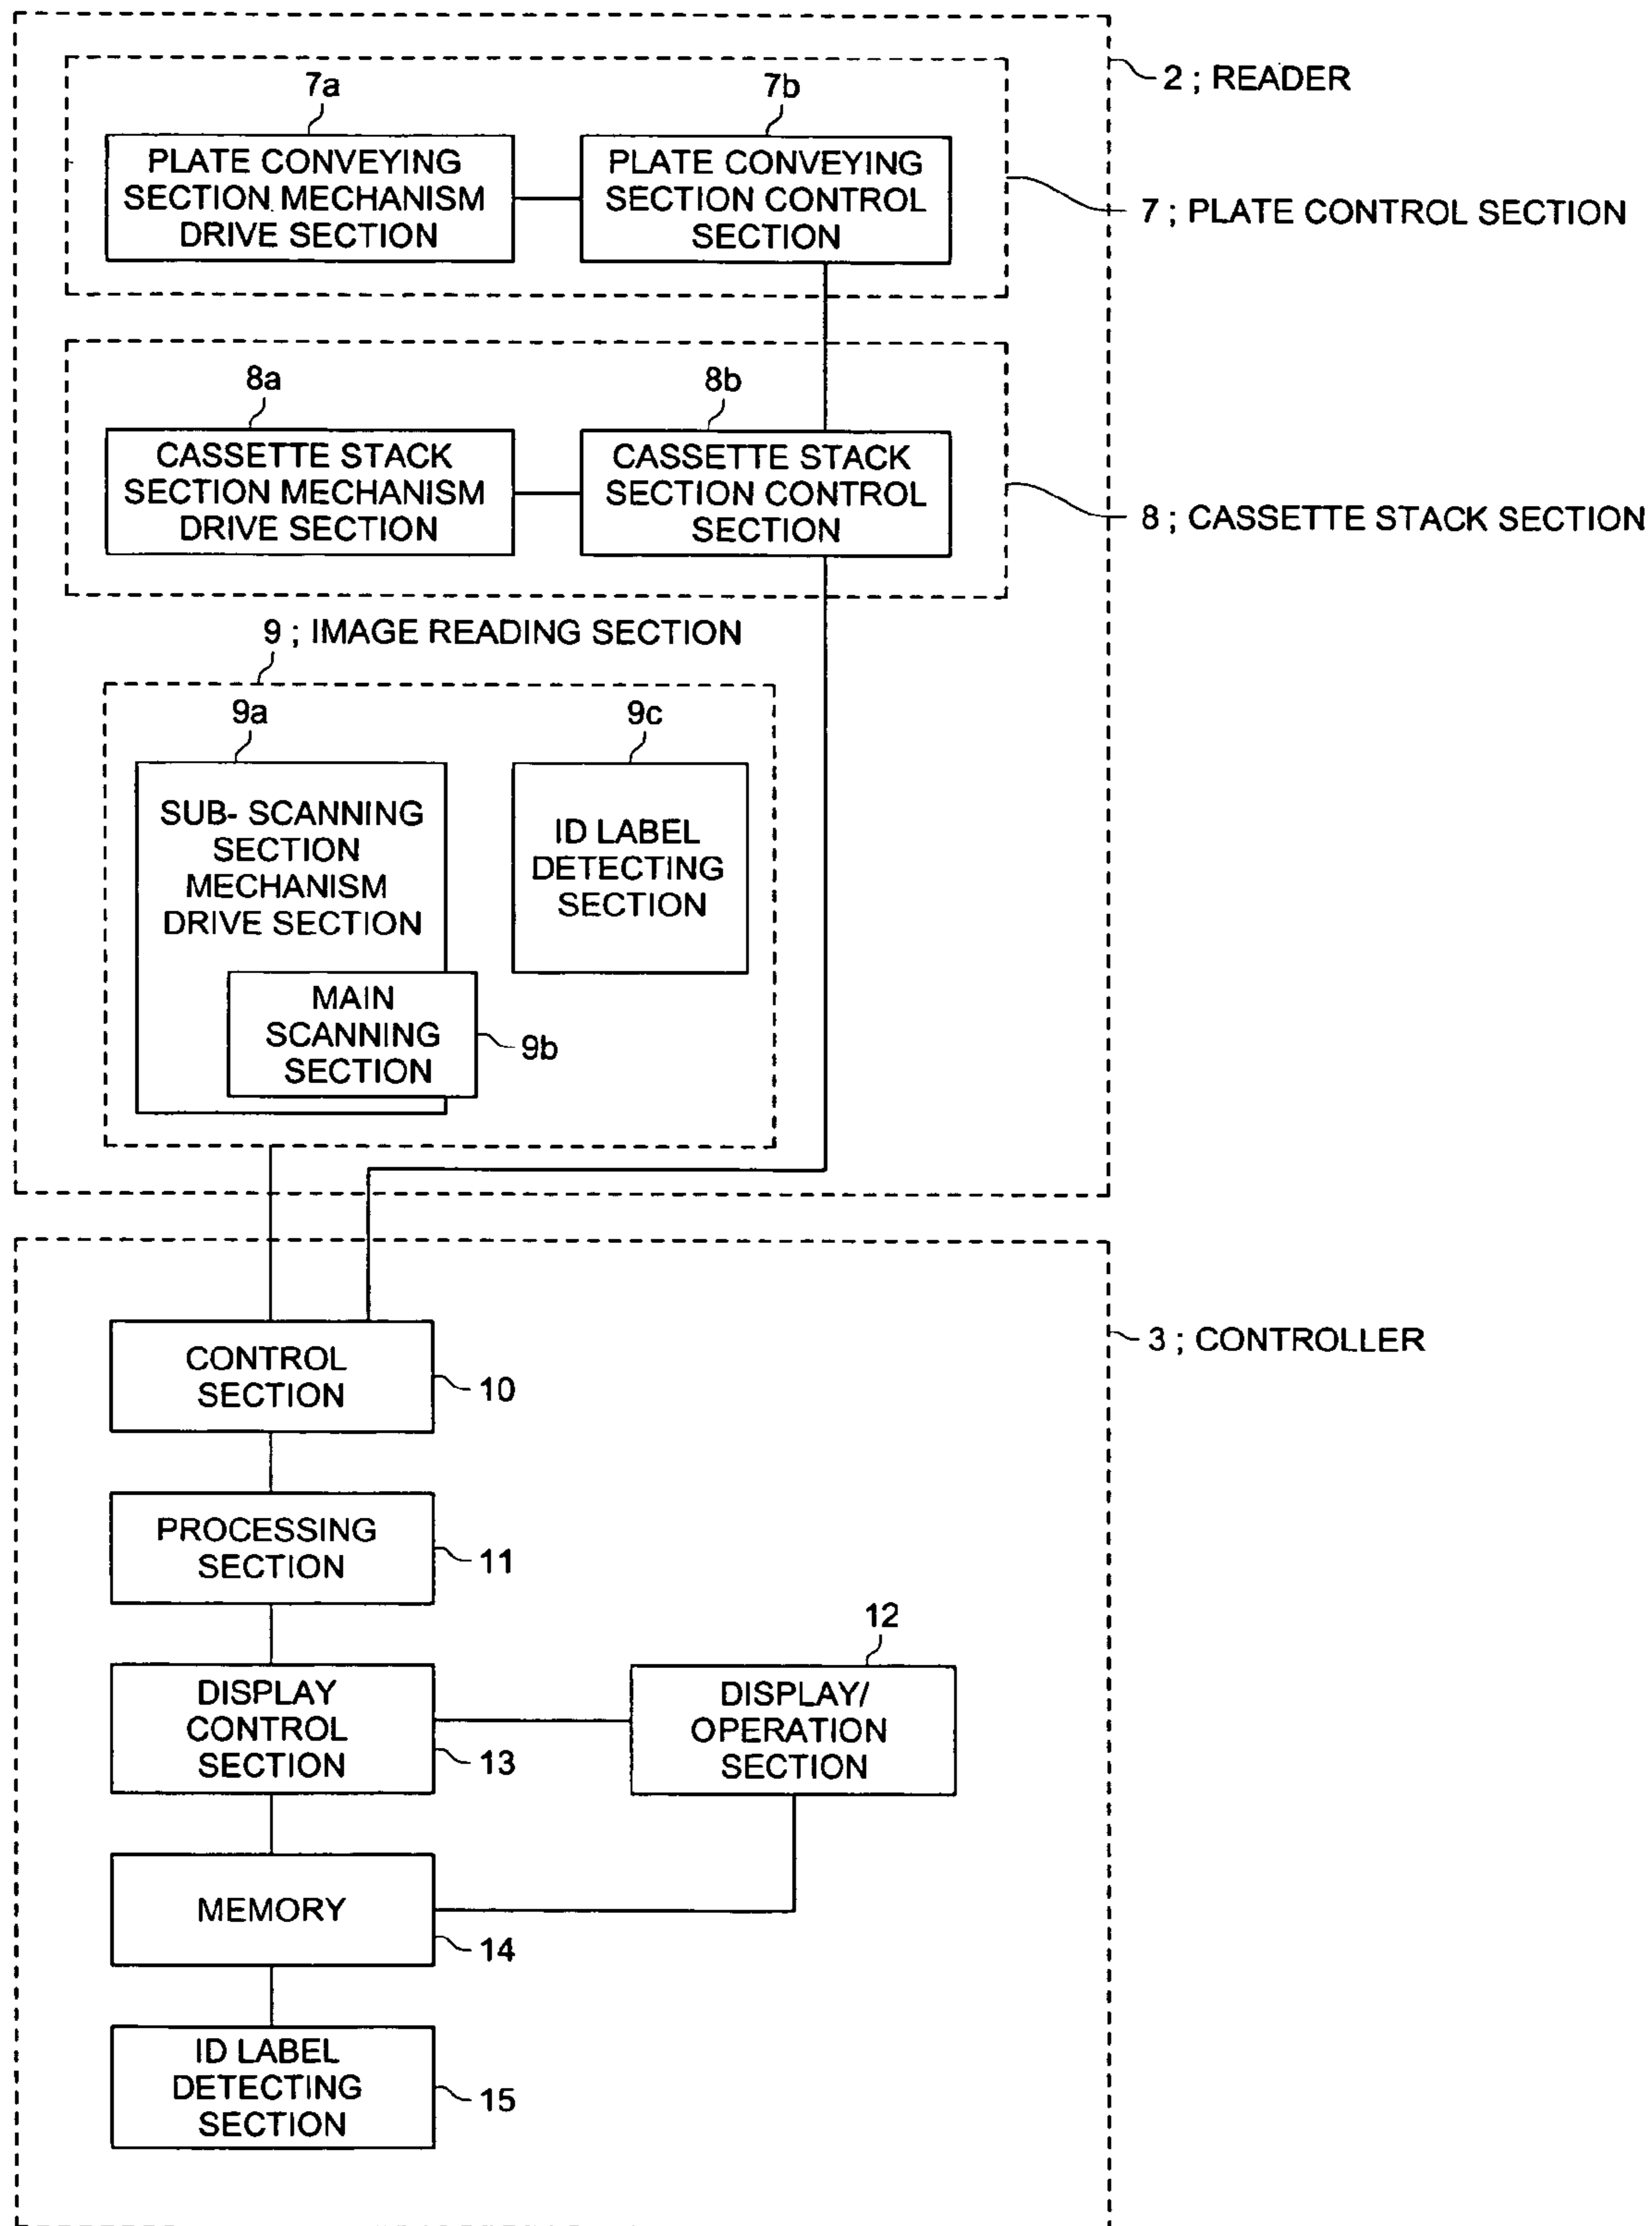 2 ; READER
7a
7b
PLATE CONVEYING
SECTION MECHANISM
DRIVE SECTION
PLATE CONVEYING
SECTION CONTROL
SECTION
7 ; PLATE CONTROL SECTION
8a
8b
CASSETTE STACK
SECTION MECHANISM
DRIVE SECTION
CASSETTE STACK
SECTION CONTROL
SECTION
8 ; CASSETTE STACK SECTION
9 ; IMAGE READING SECTION
9a
9c
SUB- SCANNING
SECTION
MECHANISM
DRIVE SECTION
ID LABEL
DETECTING
SECTION
MAIN
SCANNING
SECTION
9b
3 ; CONTROLLER
CONTROL
SECTION
10
PROCESSING
SECTION
11
12
DISPLAY
CONTROL
SECTION
13
DISPLAY/
OPERATION
SECTION
MEMORY
14
ID LABEL
DETECTING
SECTION
15